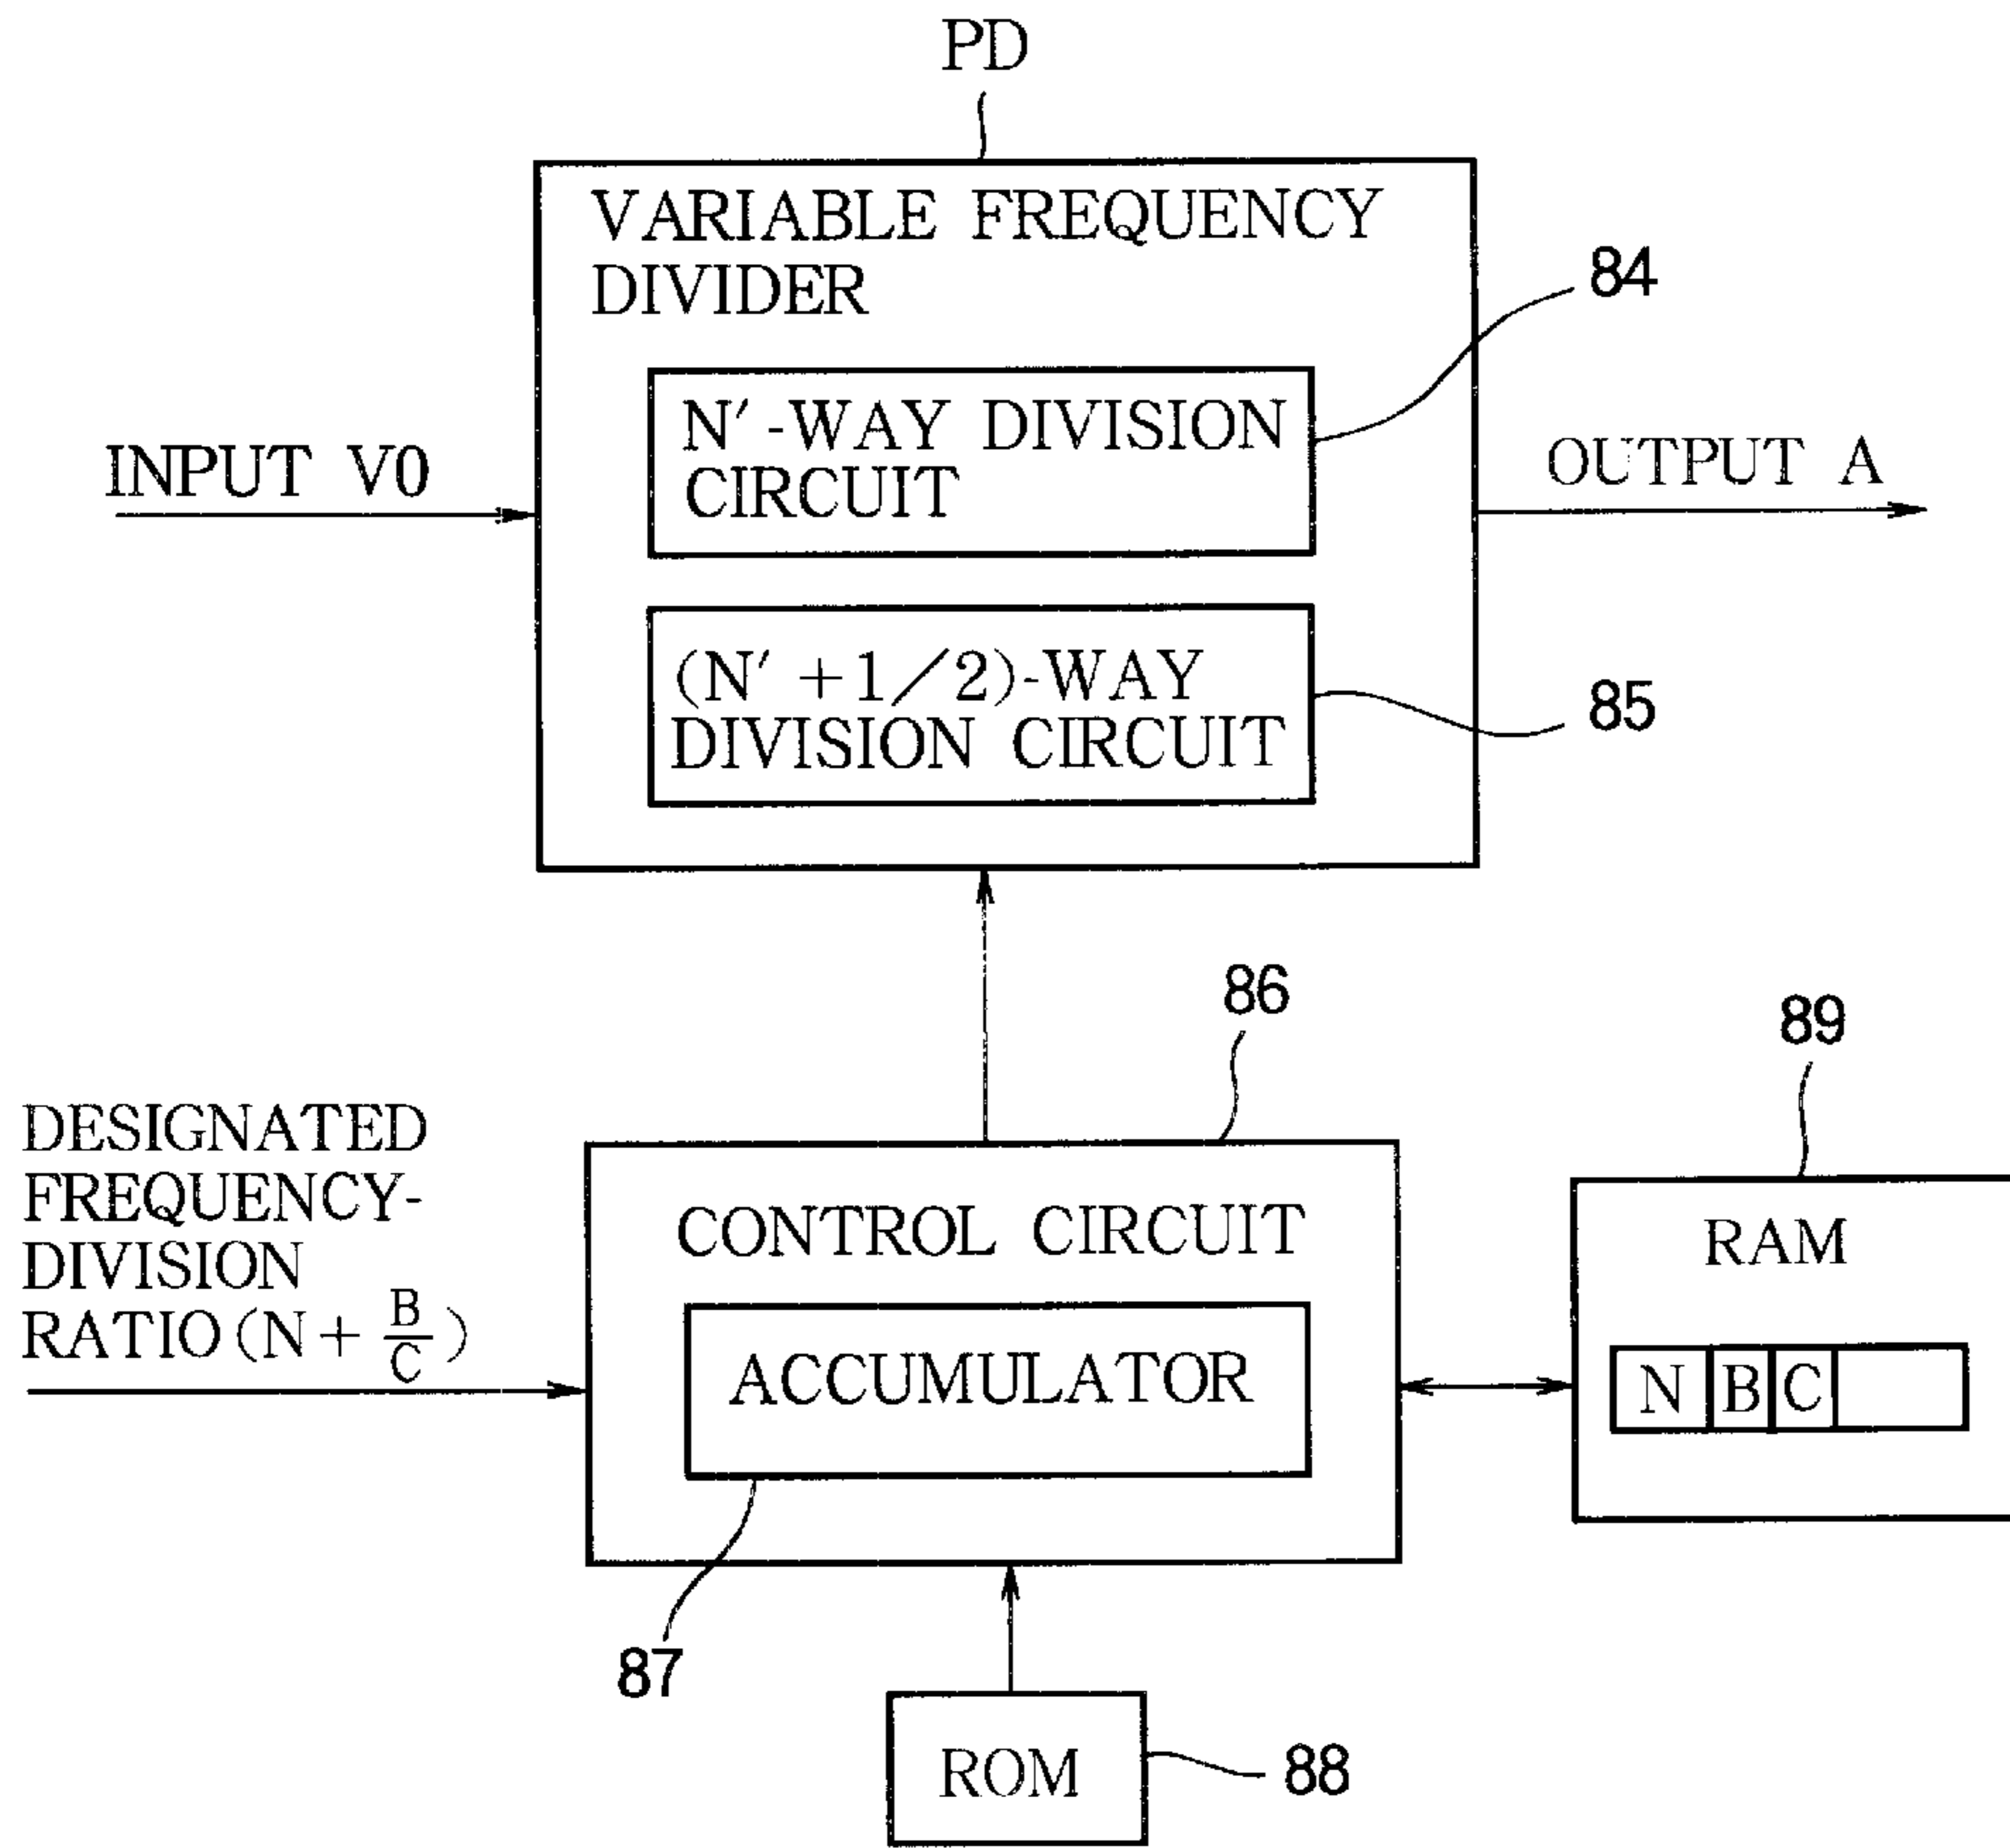 PD
VARIABLE FREQUENCY
DIVIDER
84
N′-WAY DIVISION
CIRCUIT
INPUT V0
OUTPUT A
(N′+1/2)-WAY
DIVISION CIRCUIT
85
86
89
DESIGNATED
FREQUENCY-
DIVISION
RATIO(N+B/C)
CONTROL CIRCUIT
RAM
ACCUMULATOR
N B C
87
ROM
88